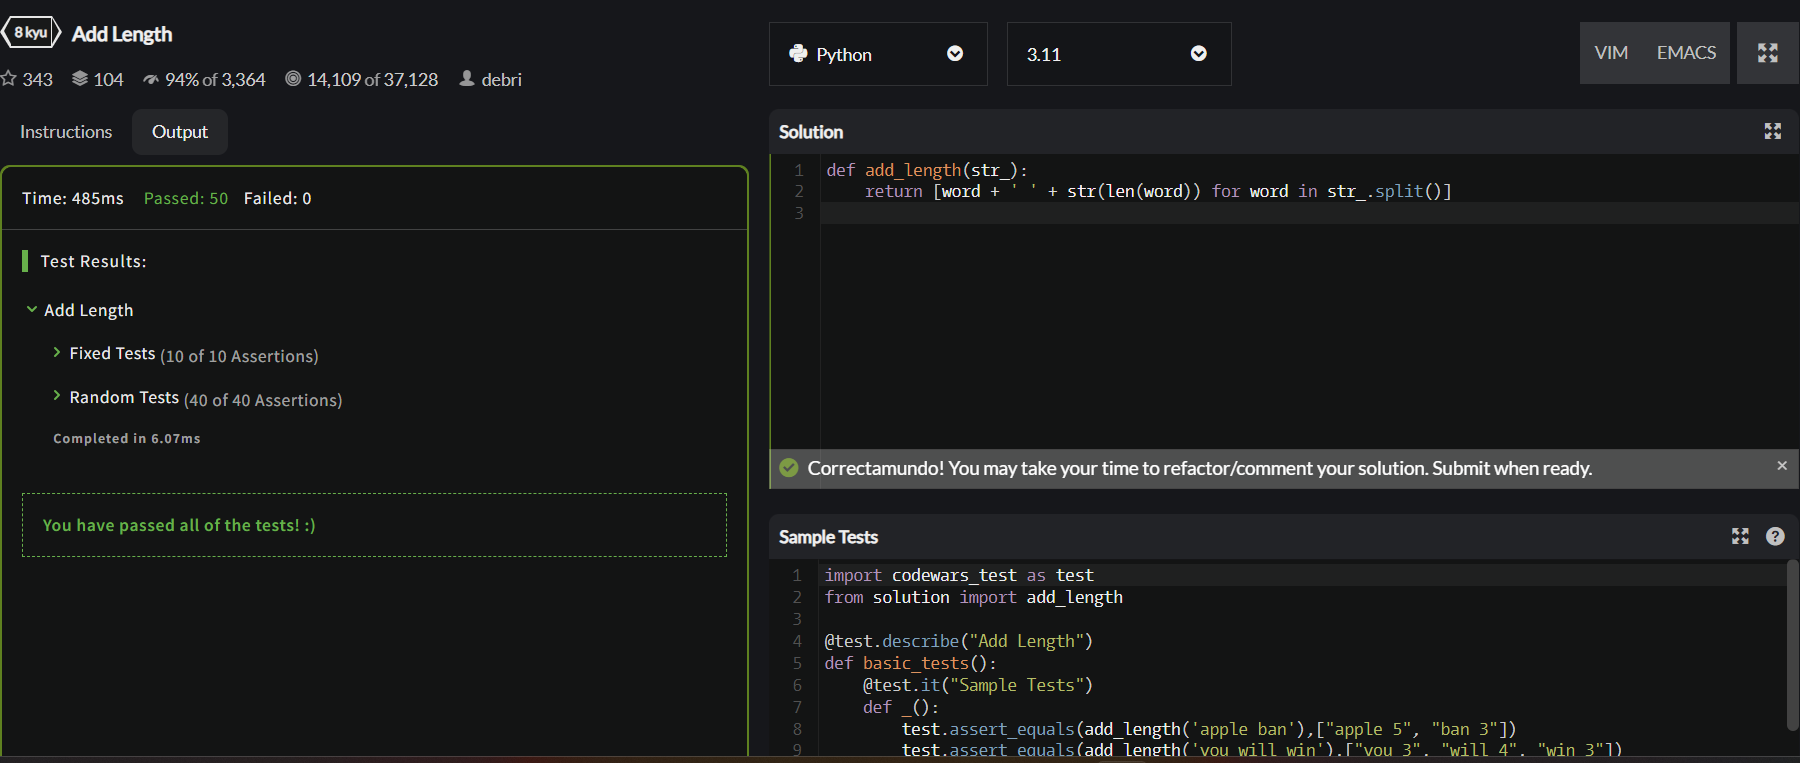 8 kyu Add Length
343 104 94% of 3,364 14,109 of 37,128 debri
Instructions Output
Time: 485ms Passed: 50 Failed: 0
Test Results:
Add Length
Fixed Tests (10 of 10 Assertions)
Random Tests (40 of 40 Assertions)
Completed in 6.07ms
You have passed all of the tests! :)
Python 3.11 VIM EMACS
Solution
1 def add_length(str_):
2     return [word + ' ' + str(len(word)) for word in str_.split()]
3
Correctamundo! You may take your time to refactor/comment your solution. Submit when ready. ×
Sample Tests ?
1 import codewars_test as test
2 from solution import add_length
3
4 @test.describe("Add Length")
5 def basic_tests():
6     @test.it("Sample Tests")
7     def _():
8         test.assert_equals(add_length('apple ban'),["apple 5", "ban 3"])
9         test.assert_equals(add_length('you will win'),["you 3", "will 4", "win 3"])